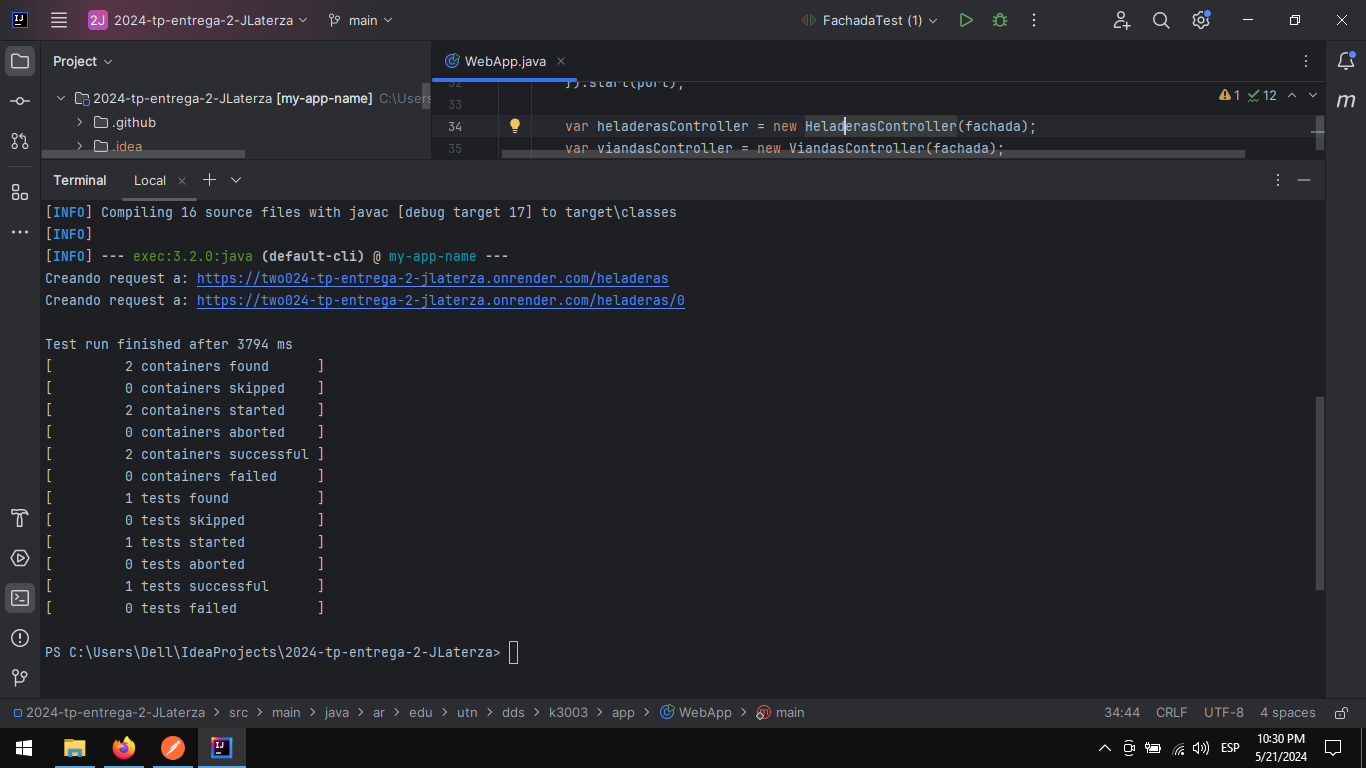 2J 2024-tp-entrega-2-JLaterza main FachadaTest (1)
Project
WebApp.java
2024-tp-entrega-2-JLaterza [my-app-name] C:\Users
.github
.idea
32 }).start(port);
33
1 12
34 var heladerasController = new HeladerasController(fachada);
35 var viandasController = new ViandasController(fachada);
m
Terminal Local
[INFO] Compiling 16 source files with javac [debug target 17] to target\classes
[INFO]
[INFO] --- exec:3.2.0:java (default-cli) @ my-app-name ---
Creando request a: https://two024-tp-entrega-2-jlaterza.onrender.com/heladeras
Creando request a: https://two024-tp-entrega-2-jlaterza.onrender.com/heladeras/0
Test run finished after 3794 ms
[ 2 containers found ]
[ 0 containers skipped ]
[ 2 containers started ]
[ 0 containers aborted ]
[ 2 containers successful ]
[ 0 containers failed ]
[ 1 tests found ]
[ 0 tests skipped ]
[ 1 tests started ]
[ 0 tests aborted ]
[ 1 tests successful ]
[ 0 tests failed ]
PS C:\Users\Dell\IdeaProjects\2024-tp-entrega-2-JLaterza>
2024-tp-entrega-2-JLaterza > src > main > java > ar > edu > utn > dds > k3003 > app > WebApp > main 34:44 CRLF UTF-8 4 spaces
ESP
10:30 PM
5/21/2024